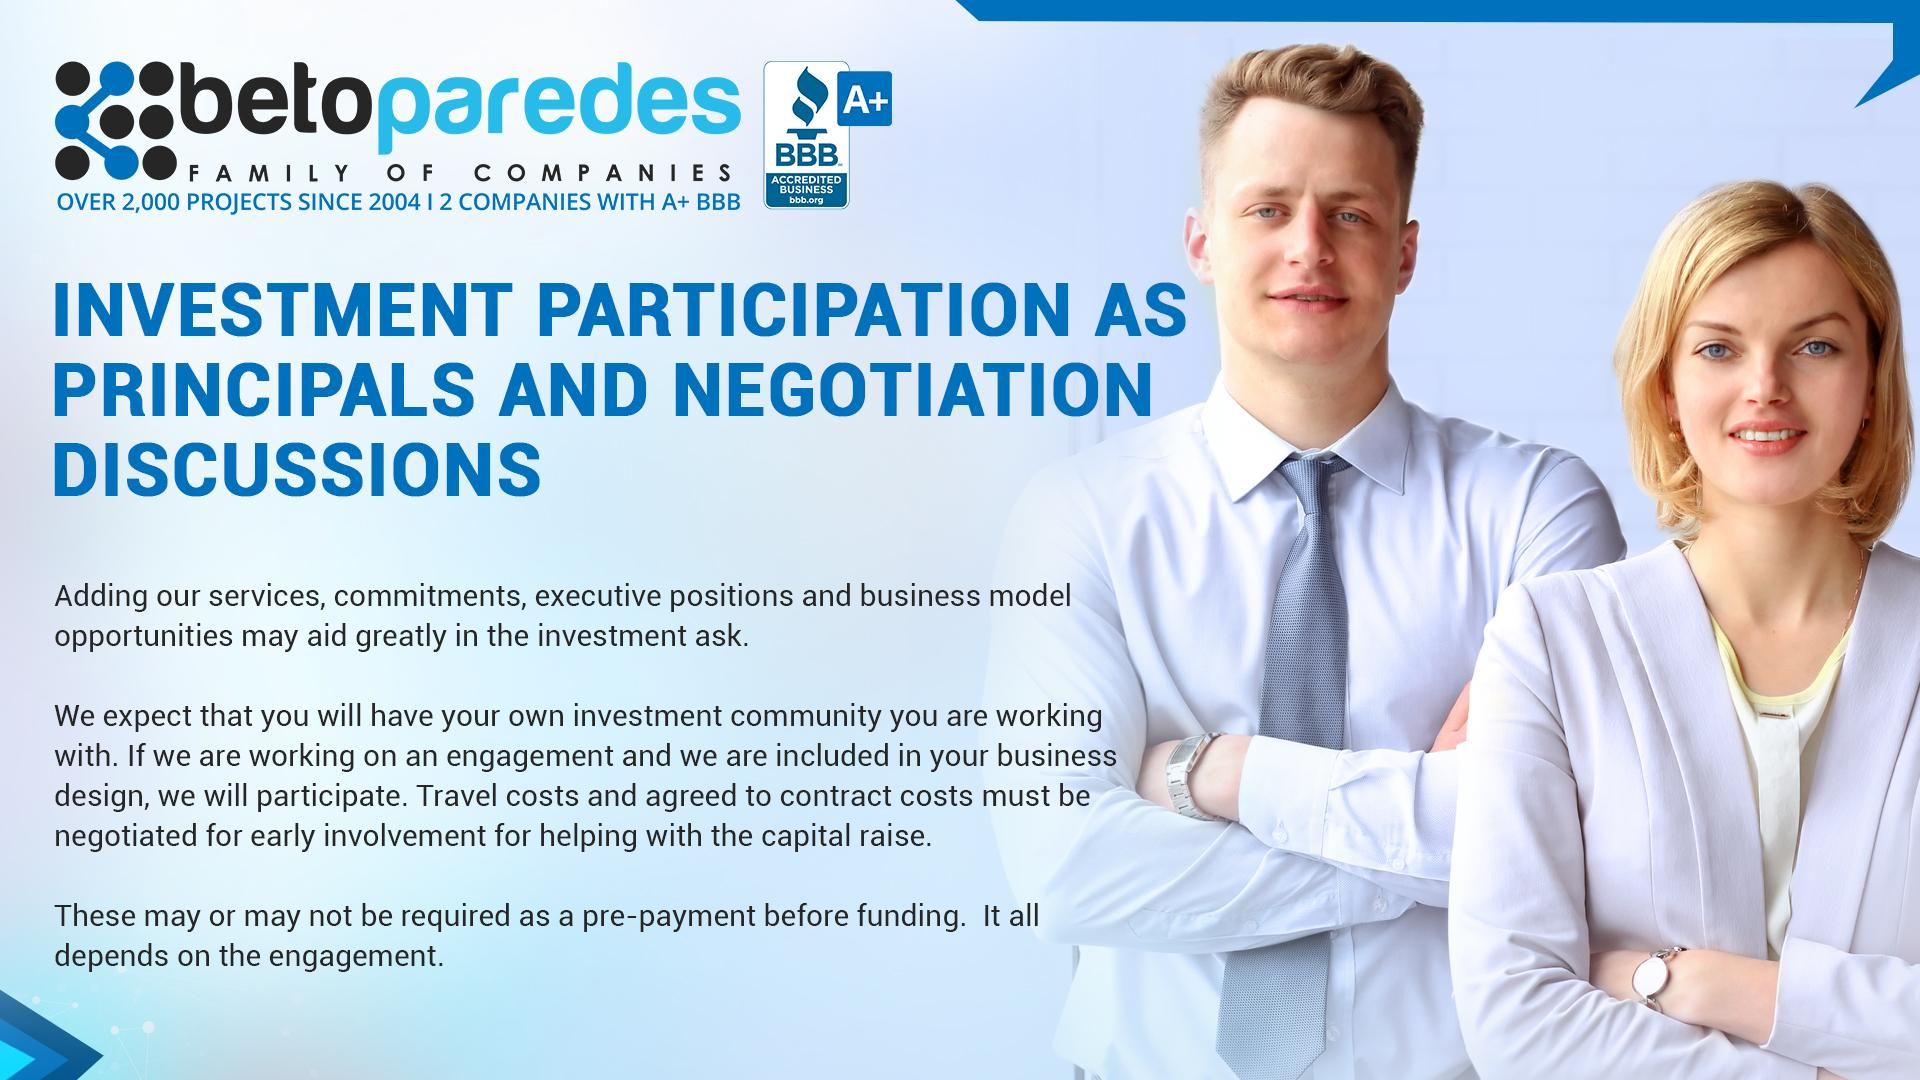 betoparedes
FAMILY OF COMPANIES
OVER 2,000 PROJECTS SINCE 2004 I 2 COMPANIES WITH A+ BBB
A+
BBB
ACCREDITED
BUSINESS
bbb.org
INVESTMENT PARTICIPATION AS
PRINCIPALS AND NEGOTIATION
DISCUSSIONS
Adding our services, commitments, executive positions and business model
opportunities may aid greatly in the investment ask.
We expect that you will have your own investment community you are working
with. If we are working on an engagement and we are included in your business
design, we will participate. Travel costs and agreed to contract costs must be
negotiated for early involvement for helping with the capital raise.
These may or may not be required as a pre-payment before funding.  It all
depends on the engagement.